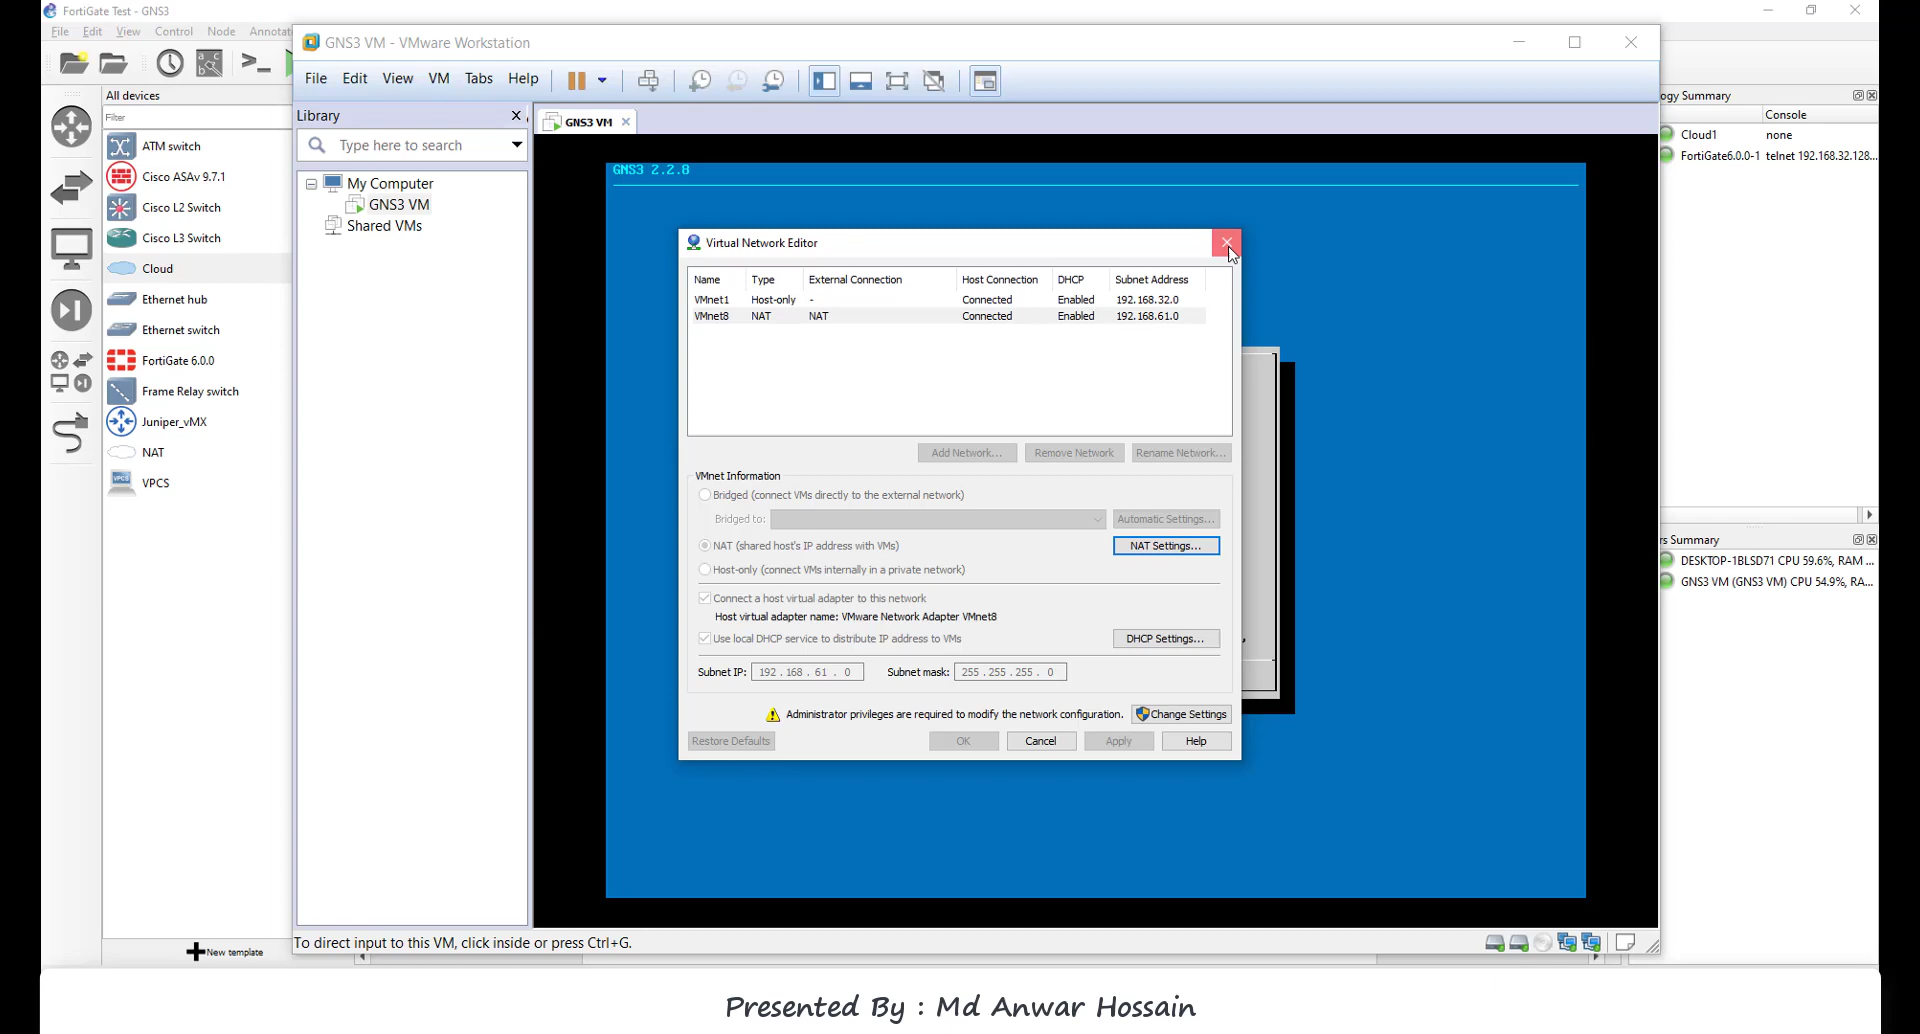 FortiGate Test - GNS3
File Edit View Control Node Annotat
GNS3 VM - VMware Workstation
File Edit View VM Tabs Help
All devices
Filter
ATM switch
Cisco ASAv 9.7.1
Cisco L2 Switch
Cisco L3 Switch
Cloud
Ethernet hub
Ethernet switch
FortiGate 6.0.0
Frame Relay switch
Juniper_vMX
NAT
VPCS
New template
Library
Type here to search
My Computer
GNS3 VM
Shared VMs
GNS3 VM
GNS3 2.2.8
Virtual Network Editor
Name Type External Connection Host Connection DHCP Subnet Address
VMnet1 Host-only - Connected Enabled 192.168.32.0
VMnet8 NAT NAT Connected Enabled 192.168.61.0
Add Network... Remove Network Rename Network...
VMnet Information
Bridged (connect VMs directly to the external network)
Bridged to: Automatic Settings...
NAT (shared host's IP address with VMs) NAT Settings...
Host-only (connect VMs internally in a private network)
Connect a host virtual adapter to this network
Host virtual adapter name: VMware Network Adapter VMnet8
Use local DHCP service to distribute IP address to VMs DHCP Settings...
Subnet IP: 192 . 168 . 61 . 0 Subnet mask: 255 . 255 . 255 . 0
Administrator privileges are required to modify the network configuration. Change Settings
Restore Defaults OK Cancel Apply Help
To direct input to this VM, click inside or press Ctrl+G.
ogy Summary
Console
Cloud1 none
FortiGate6.0.0-1 telnet 192.168.32.128...
rs Summary
DESKTOP-1BLSD71 CPU 59.6%, RAM ...
GNS3 VM (GNS3 VM) CPU 54.9%, RA...
Presented By : Md Anwar Hossain